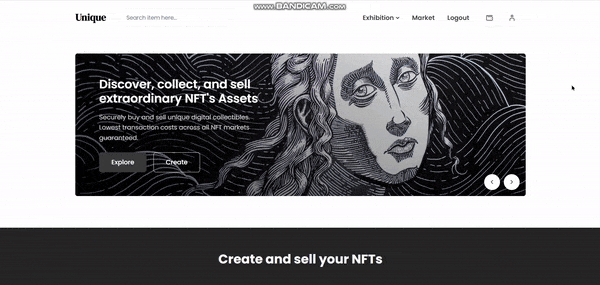 www.BANDICAM.com
Unique
Search item here...
Exhibition
Market
Logout
Discover, collect, and sell
extraordinary NFT's Assets
Securely buy and sell unique digital collectibles.
Lowest transaction costs across all NFT markets
guaranteed.
Explore
Create
Create and sell your NFTs